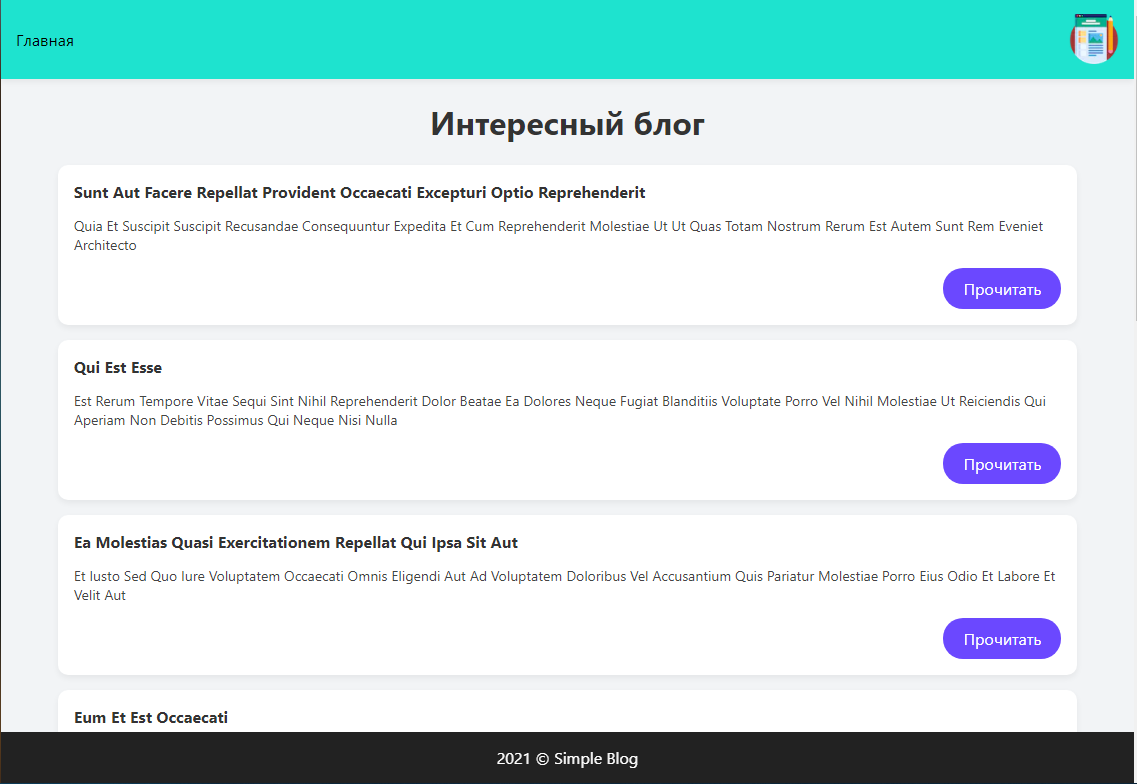 Главная
Интересный блог
Sunt Aut Facere Repellat Provident Occaecati Excepturi Optio Reprehenderit
Quia Et Suscipit Suscipit Recusandae Consequuntur Expedita Et Cum Reprehenderit Molestiae Ut Ut Quas Totam Nostrum Rerum Est Autem Sunt Rem Eveniet
Architecto
Прочитать
Qui Est Esse
Est Rerum Tempore Vitae Sequi Sint Nihil Reprehenderit Dolor Beatae Ea Dolores Neque Fugiat Blanditiis Voluptate Porro Vel Nihil Molestiae Ut Reiciendis Qui
Aperiam Non Debitis Possimus Qui Neque Nisi Nulla
Прочитать
Ea Molestias Quasi Exercitationem Repellat Qui Ipsa Sit Aut
Et Iusto Sed Quo Iure Voluptatem Occaecati Omnis Eligendi Aut Ad Voluptatem Doloribus Vel Accusantium Quis Pariatur Molestiae Porro Eius Odio Et Labore Et
Velit Aut
Прочитать
Eum Et Est Occaecati
2021 © Simple Blog